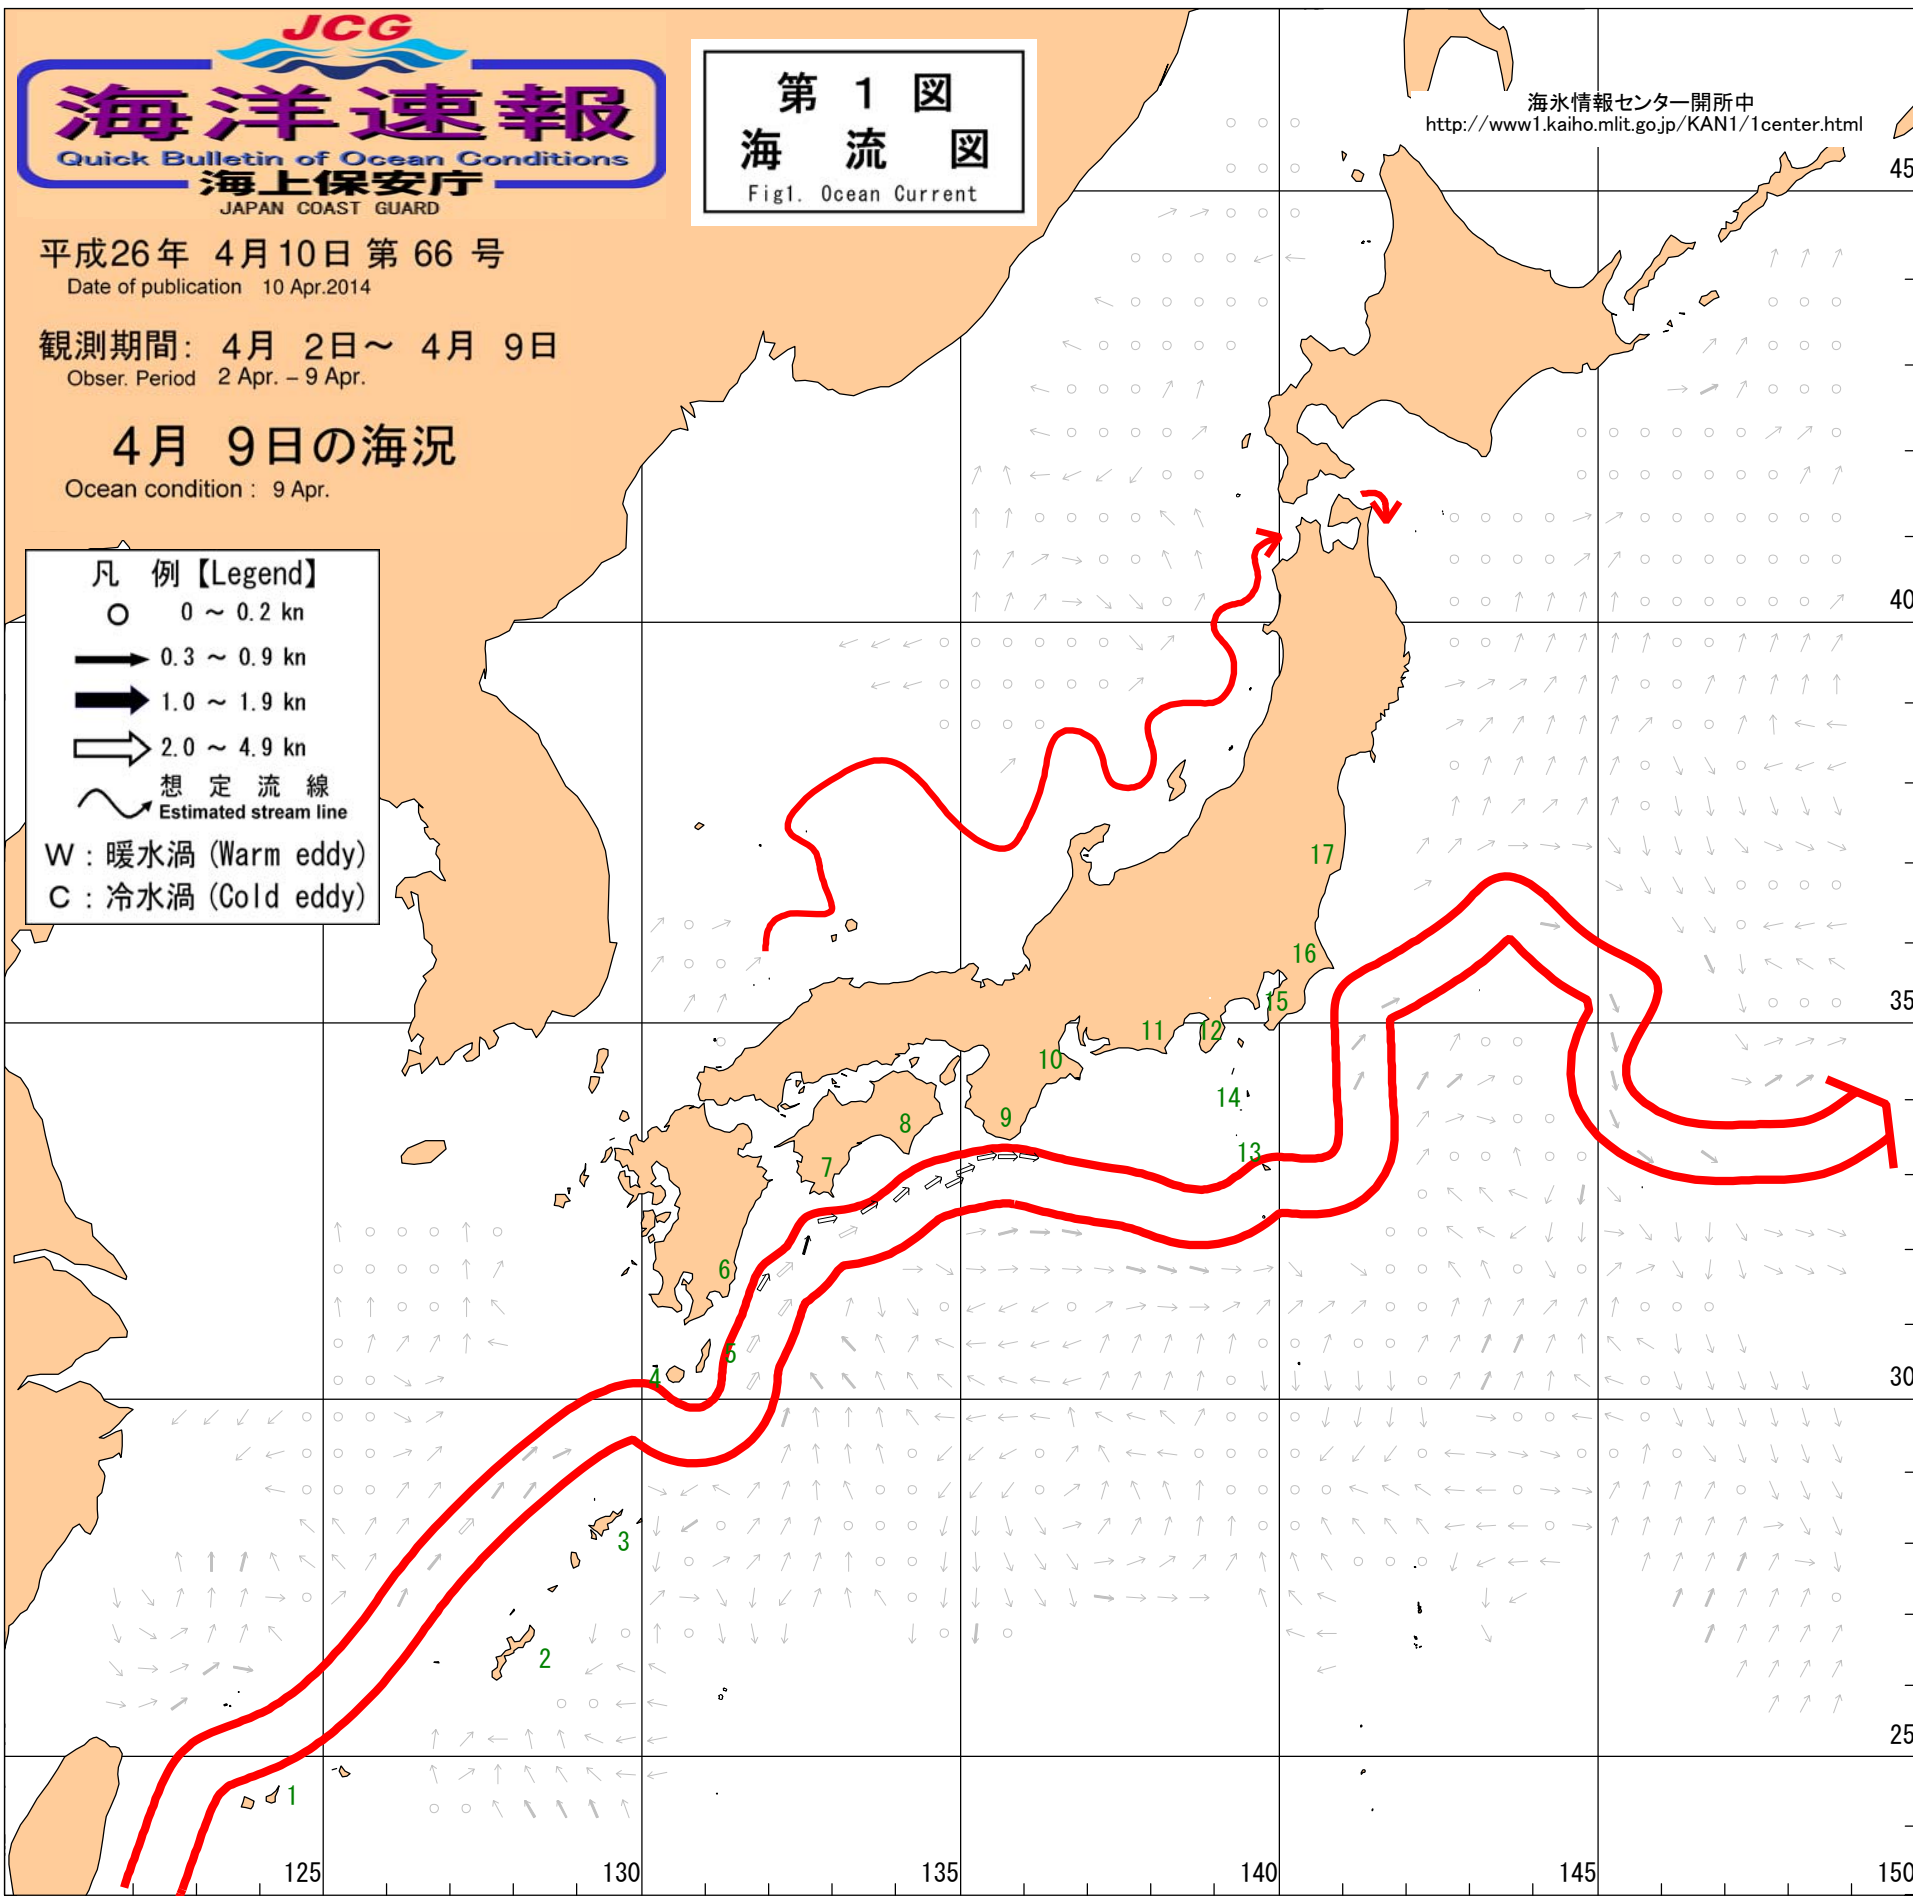 JCG
海洋速報
Quick Bulletin of Ocean Conditions
海上保安庁
JAPAN COAST GUARD
平成26年 4月10日 第 66 号
Date of publication 10 Apr.2014
観測期間: 4月 2日～ 4月 9日
Obser. Period 2 Apr. – 9 Apr.
4月 9日の海況
Ocean condition : 9 Apr.
第 1 図
海 流 図
Fig1. Ocean Current
海氷情報センター開所中
http://www1.kaiho.mlit.go.jp/KAN1/1center.html
凡 例【Legend】
0 ～ 0.2 kn
0.3 ～ 0.9 kn
1.0 ～ 1.9 kn
2.0 ～ 4.9 kn
想 定 流 線
Estimated stream line
W : 暖水渦 (Warm eddy)
C : 冷水渦 (Cold eddy)
45
40
17
16
35
15
12
11
10
14
9
8
13
7
6
5
4
30
3
2
25
1
125
130
135
140
145
150